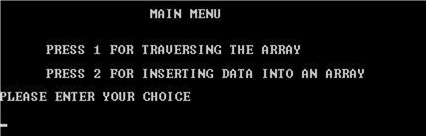 MAIN MENU
PRESS 1 FOR TRAVERSING THE ARRAY
PRESS 2 FOR INSERTING DATA INTO AN ARRAY
PLEASE ENTER YOUR CHOICE